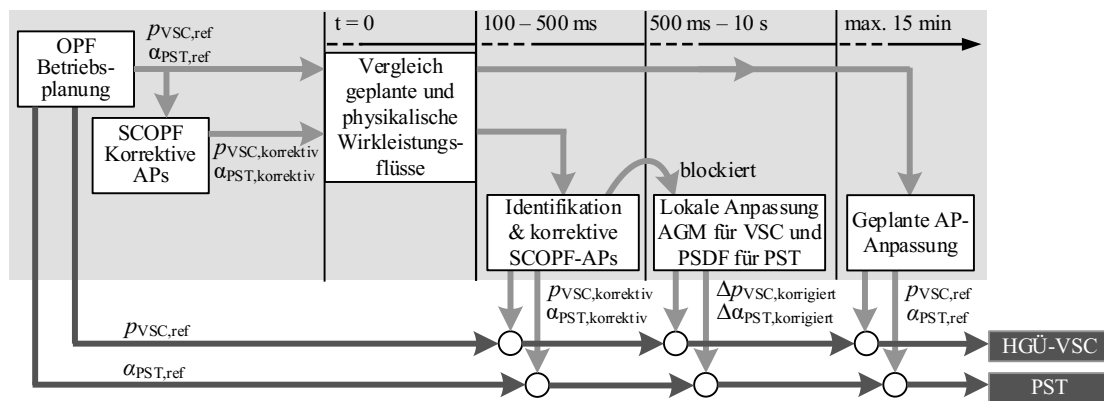 t = 0
100 – 500 ms
500 ms – 10 s
max. 15 min
OPF
Betriebs-
planung
pVSC,ref
αPST,ref
Vergleich
geplante und
physikalische
Wirkleistungs-
flüsse
SCOPF
Korrektive
APs
pVSC,korrektiv
αPST,korrektiv
blockiert
Identifikation
& korrektive
SCOPF-APs
Lokale Anpassung
AGM für VSC und
PSDF für PST
Geplante AP-
Anpassung
pVSC,korrektiv
αPST,korrektiv
ΔpVSC,korrigiert
ΔαPST,korrigiert
pVSC,ref
αPST,ref
pVSC,ref
HGÜ-VSC
αPST,ref
PST